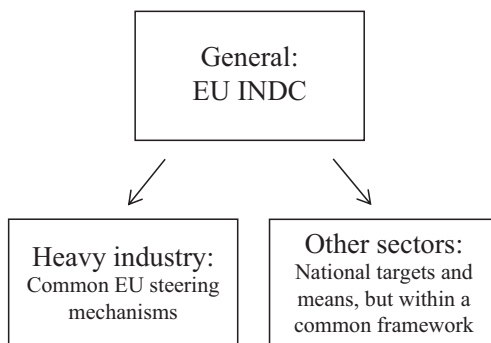 General:
EU INDC
Heavy industry:
Common EU steering
mechanisms
Other sectors:
National targets and
means, but within a
common framework